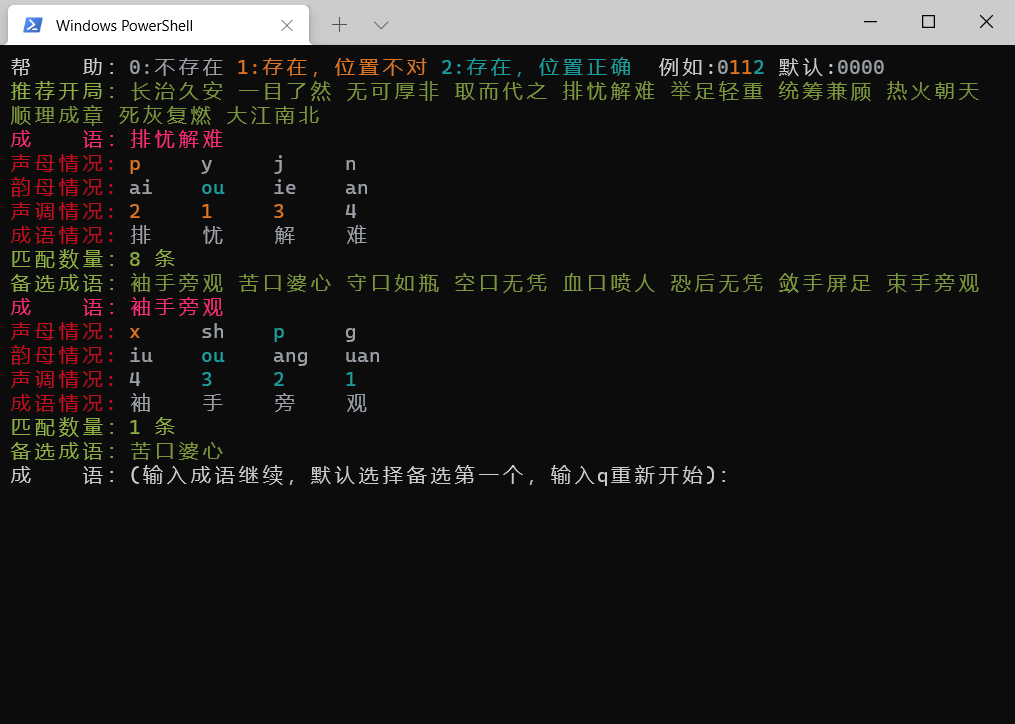 Windows PowerShell
帮　　助: 0:不存在 1:存在, 位置不对 2:存在, 位置正确 例如:0112 默认:0000
推荐开局: 长治久安 一目了然 无可厚非 取而代之 排忧解难 举足轻重 统筹兼顾 热火朝天
顺理成章 死灰复燃 大江南北
成　　语: 排忧解难
声母情况: p y j n
韵母情况: ai ou ie an
声调情况: 2 1 3 4
成语情况: 排 忧 解 难
匹配数量: 8 条
备选成语: 袖手旁观 苦口婆心 守口如瓶 空口无凭 血口喷人 恐后无凭 敛手屏足 束手旁观
成　　语: 袖手旁观
声母情况: x sh p g
韵母情况: iu ou ang uan
声调情况: 4 3 2 1
成语情况: 袖 手 旁 观
匹配数量: 1 条
备选成语: 苦口婆心
成　　语: (输入成语继续, 默认选择备选第一个, 输入q重新开始):